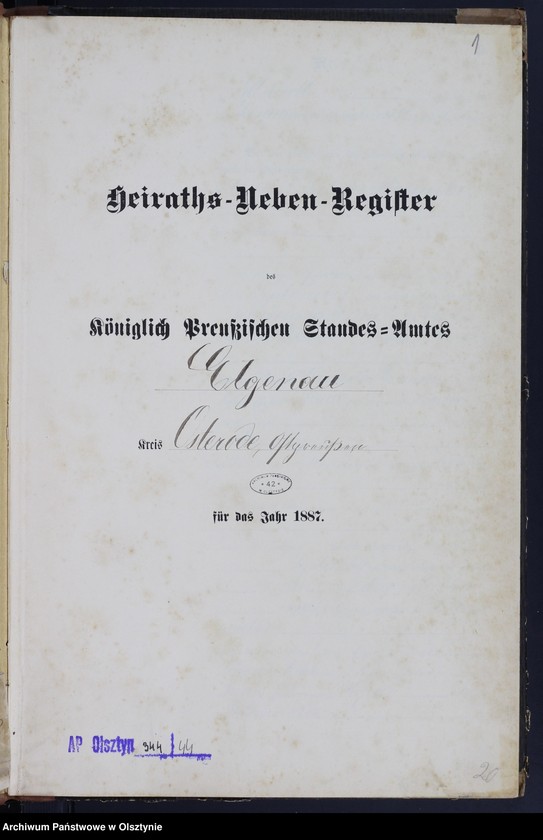 1
Heiraths-Neben-Register
des
Königlich Preußischen Standes-Amtes
Elgenau
Kreis Osterode, Ostpreußen
42
für das Jahr 1887.
AP Olsztyn 944 / 44
20
Archiwum Państwowe w Olsztynie